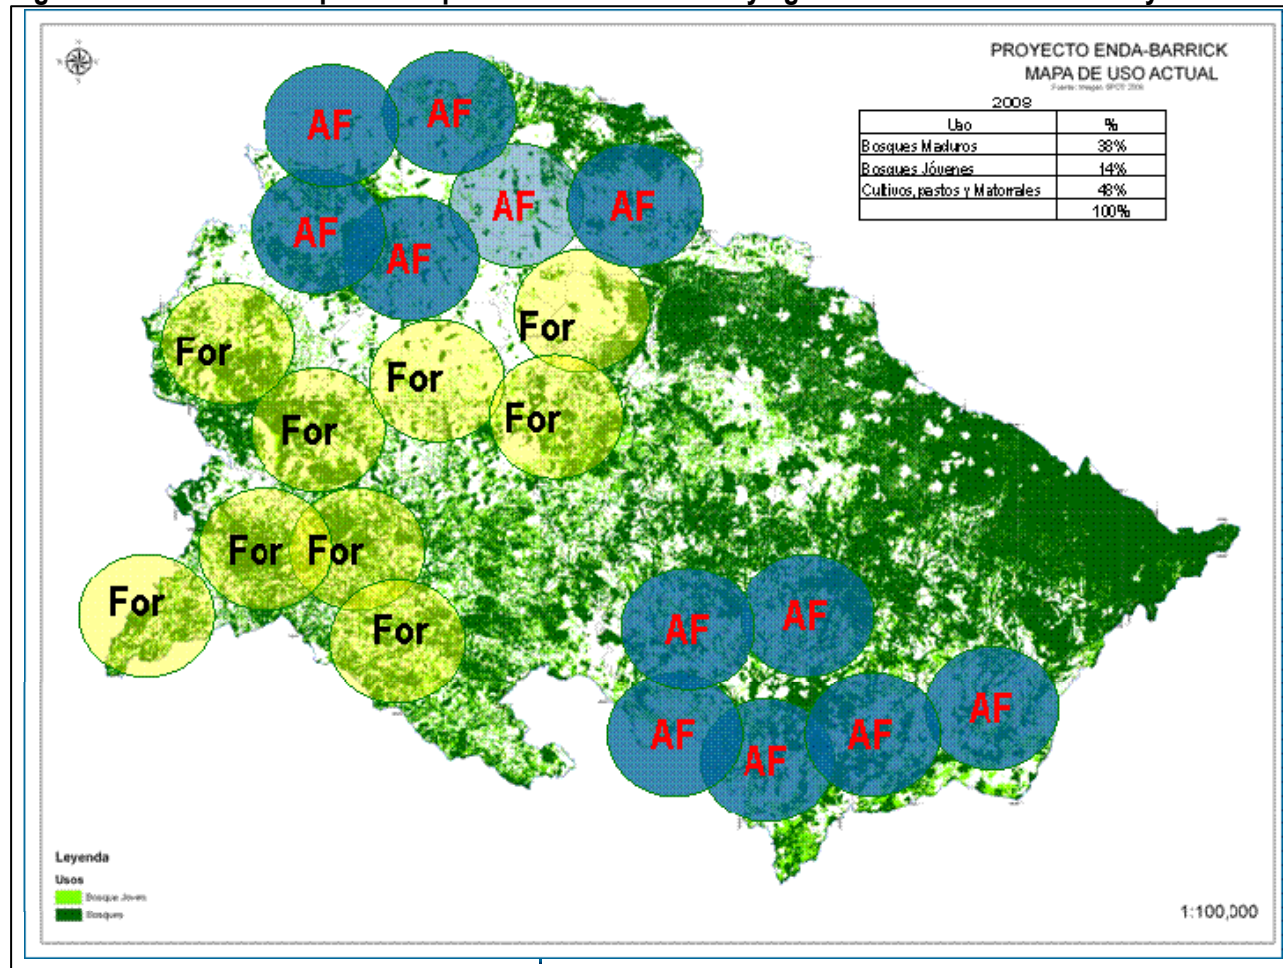 PROYECTO ENDA-BARRICK
MAPA DE USO ACTUAL
2008
Uso %
Bosques Maduros 38%
Bosques Jóvenes 14%
Cultivos, pastos y Matorrales 48%
100%
AF
AF
AF
AF
AF
AF
For
For
For
For
For
For
For
For
For
AF
AF
AF
AF
AF
AF
Leyenda
Usos
Bosque Joven
Bosques
1:100,000